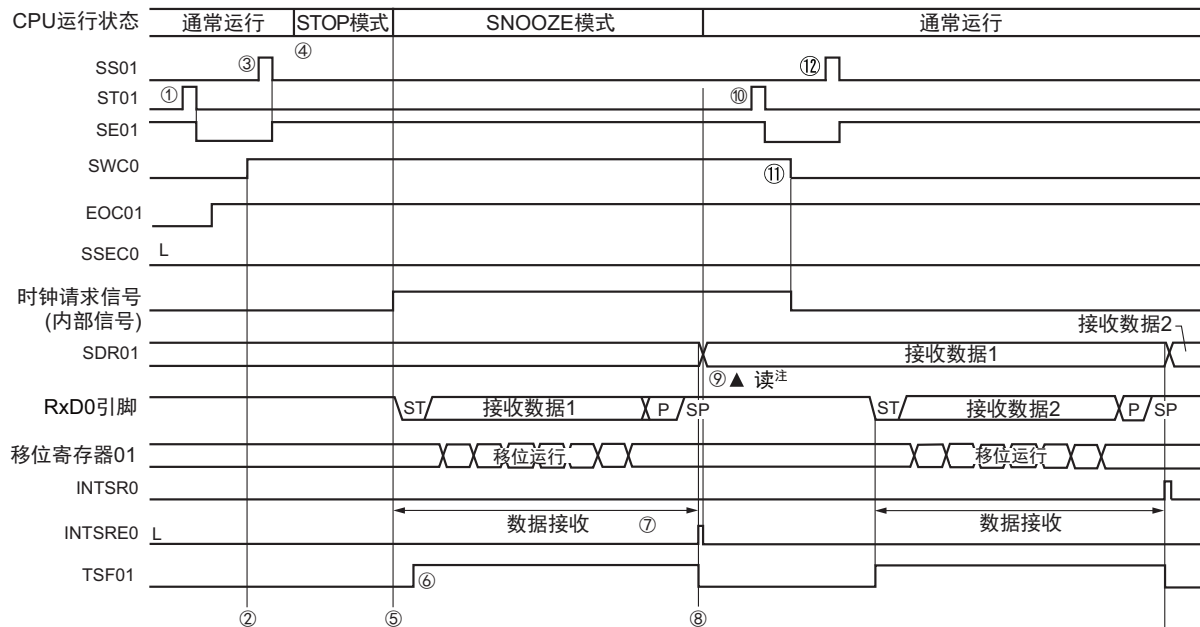 CPU运行状态 通常运行 STOP模式 SNOOZE模式 通常运行
④
SS01 ③ ⑫
ST01 ① ⑩
SE01
SWC0 ⑪
EOC01
SSEC0 L
时钟请求信号
(内部信号)
接收数据2
SDR01 接收数据1
⑨▲ 读注
RxD0引脚 ST 接收数据1 P SP ST 接收数据2 P SP
移位寄存器01 移位运行 移位运行
INTSR0
数据接收 ⑦ 数据接收
INTSRE0 L
TSF01 ⑥
② ⑤ ⑧